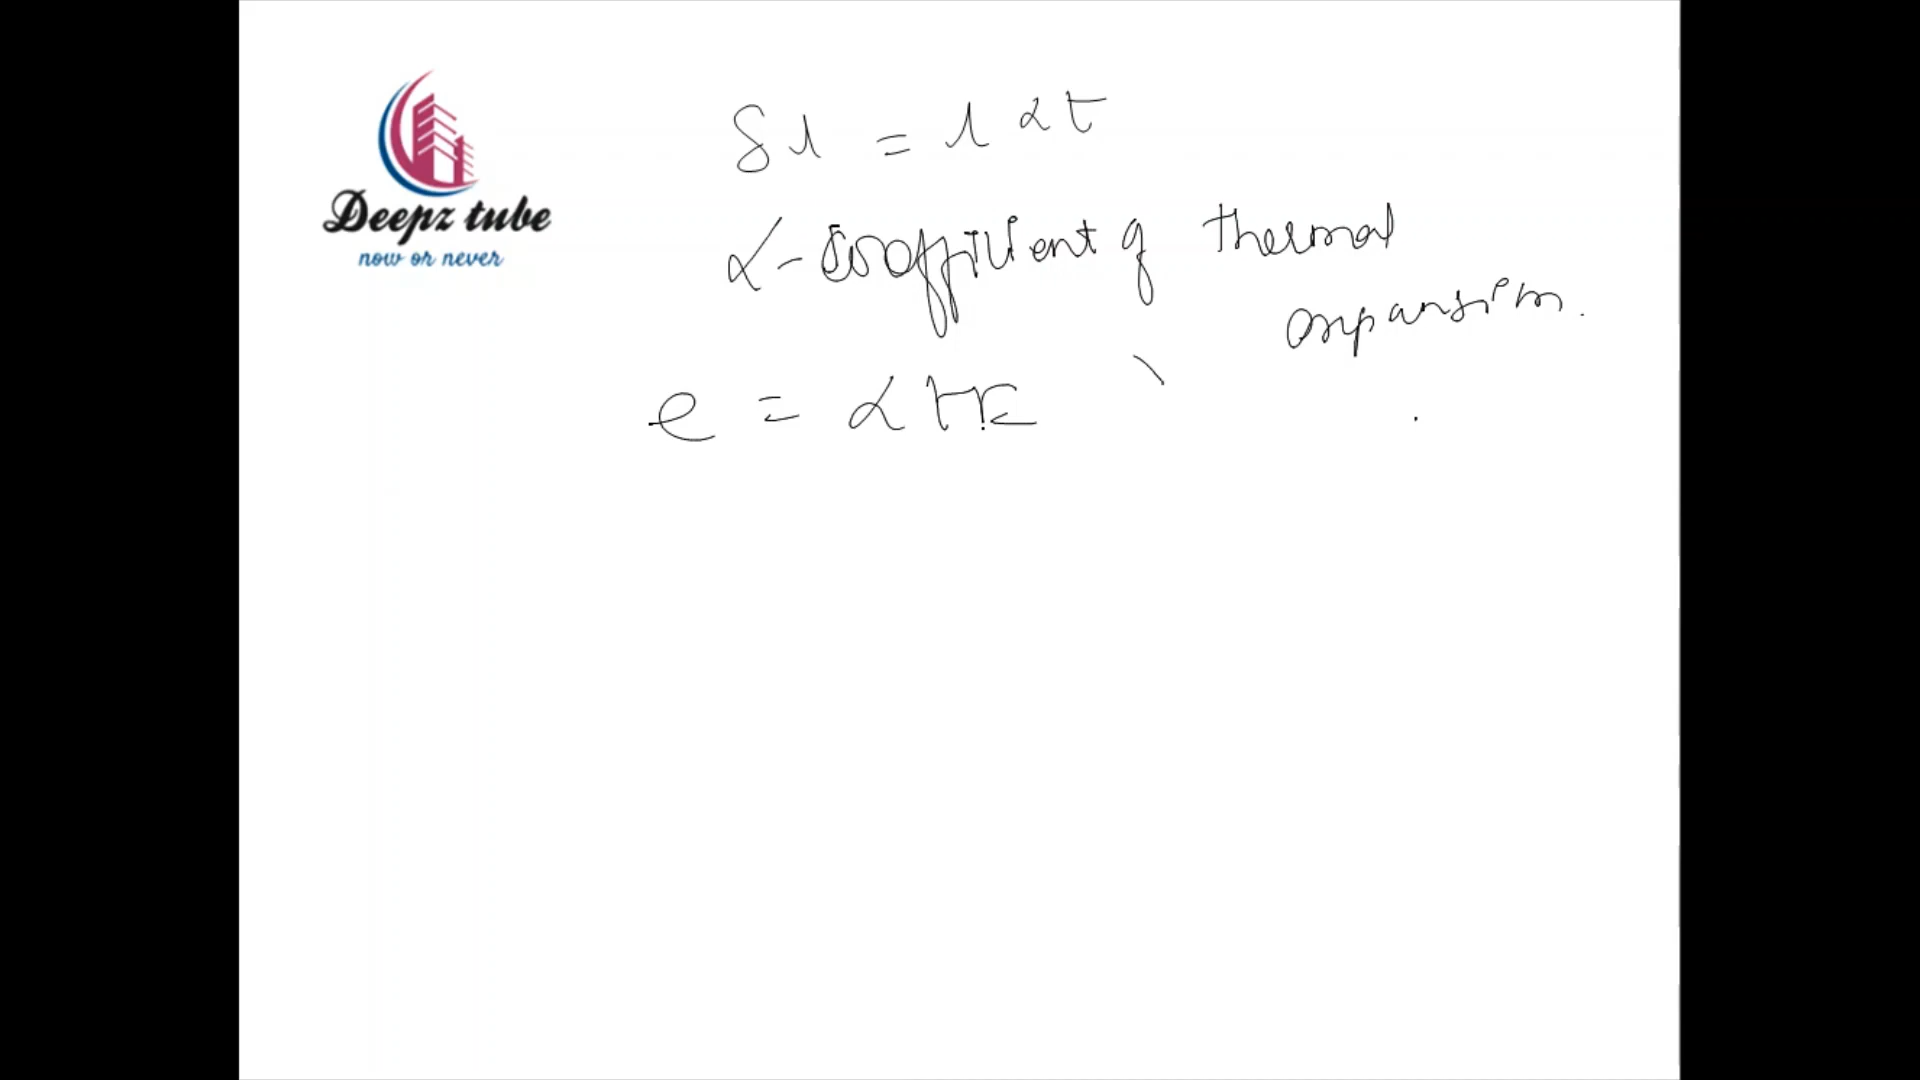 Deepz tube
now or never
δl = l α t
α - coefficient of thermal
expansion.
e = α t E